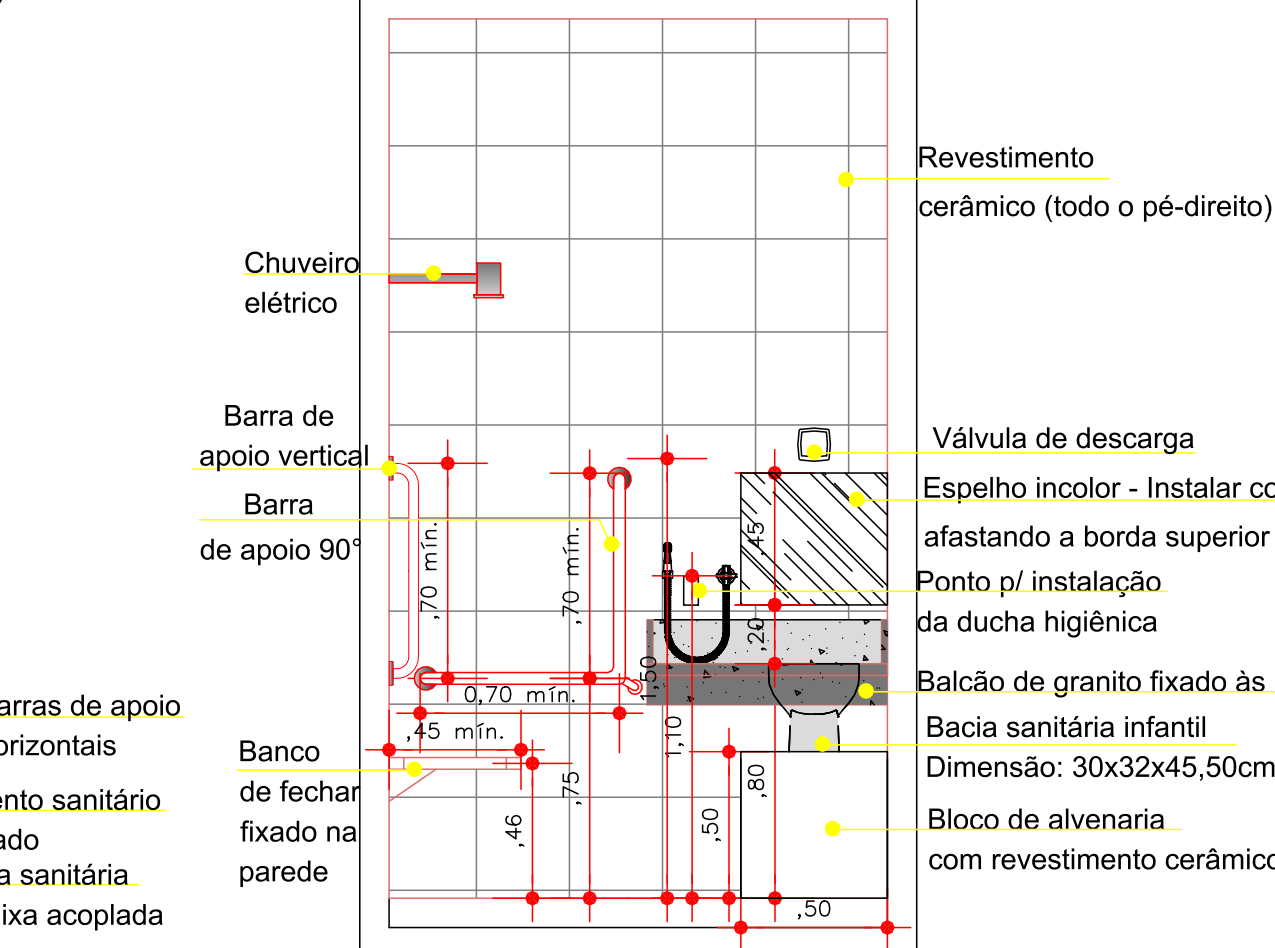 Revestimento
cerâmico (todo o pé-direito)
Chuveiro
elétrico
Barra de
apoio vertical
Barra
de apoio 90°
Válvula de descarga
Espelho incolor - Instalar co
afastando a borda superior
Ponto p/ instalação
da ducha higiênica
Balcão de granito fixado às
Bacia sanitária infantil
Dimensão: 30x32x45,50cm
Bloco de alvenaria
com revestimento cerâmico
arras de apoio
orizontais
ento sanitário
ado
a sanitária
ixa acoplada
Banco
de fechar
fixado na
parede
,70 mín.
,70 mín.
,45
,20
1,50
0,70 mín.
,45 mín.
1,10
,75
,80
,46
,50
,50